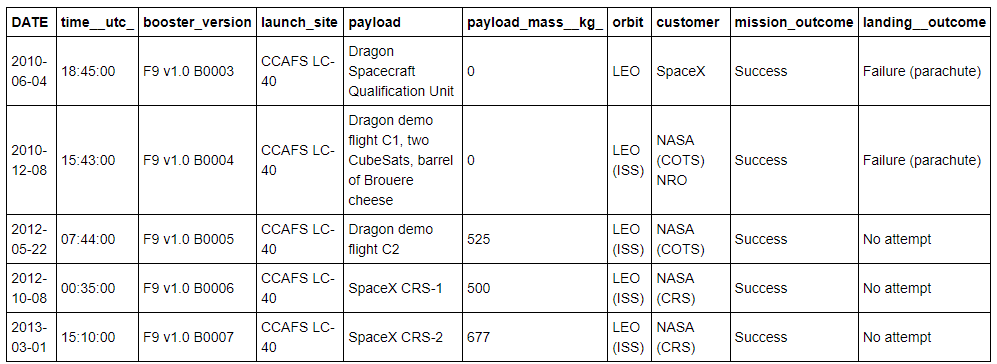 DATE time__utc_ booster_version launch_site payload payload_mass__kg_ orbit customer mission_outcome landing__outcome
2010-
06-04
18:45:00
F9 v1.0 B0003
CCAFS LC-
40
Dragon
Spacecraft
Qualification Unit
0
LEO
SpaceX
Success
Failure (parachute)
2010-
12-08
15:43:00
F9 v1.0 B0004
CCAFS LC-
40
Dragon demo
flight C1, two
CubeSats, barrel
of Brouere
cheese
0
LEO
(ISS)
NASA
(COTS)
NRO
Success
Failure (parachute)
2012-
05-22
07:44:00
F9 v1.0 B0005
CCAFS LC-
40
Dragon demo
flight C2
525
LEO
(ISS)
NASA
(COTS)
Success
No attempt
2012-
10-08
00:35:00
F9 v1.0 B0006
CCAFS LC-
40
SpaceX CRS-1
500
LEO
(ISS)
NASA
(CRS)
Success
No attempt
2013-
03-01
15:10:00
F9 v1.0 B0007
CCAFS LC-
40
SpaceX CRS-2
677
LEO
(ISS)
NASA
(CRS)
Success
No attempt